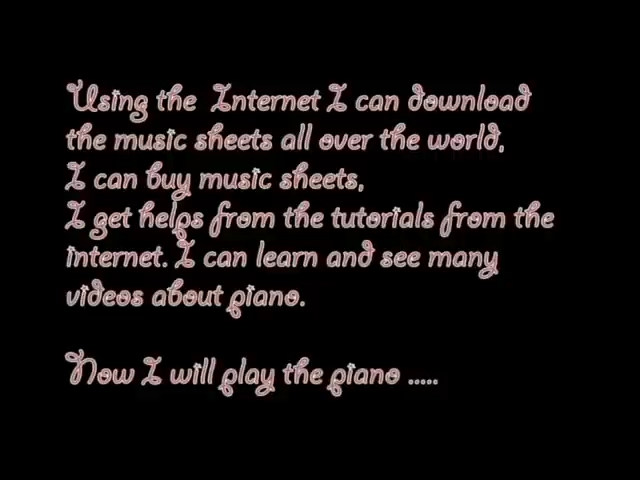 Using the Internet I can download
the music sheets all over the world,
I can buy music sheets,
I get helps from the tutorials from the
internet. I can learn and see many
videos about piano.
Now I will play the piano .....